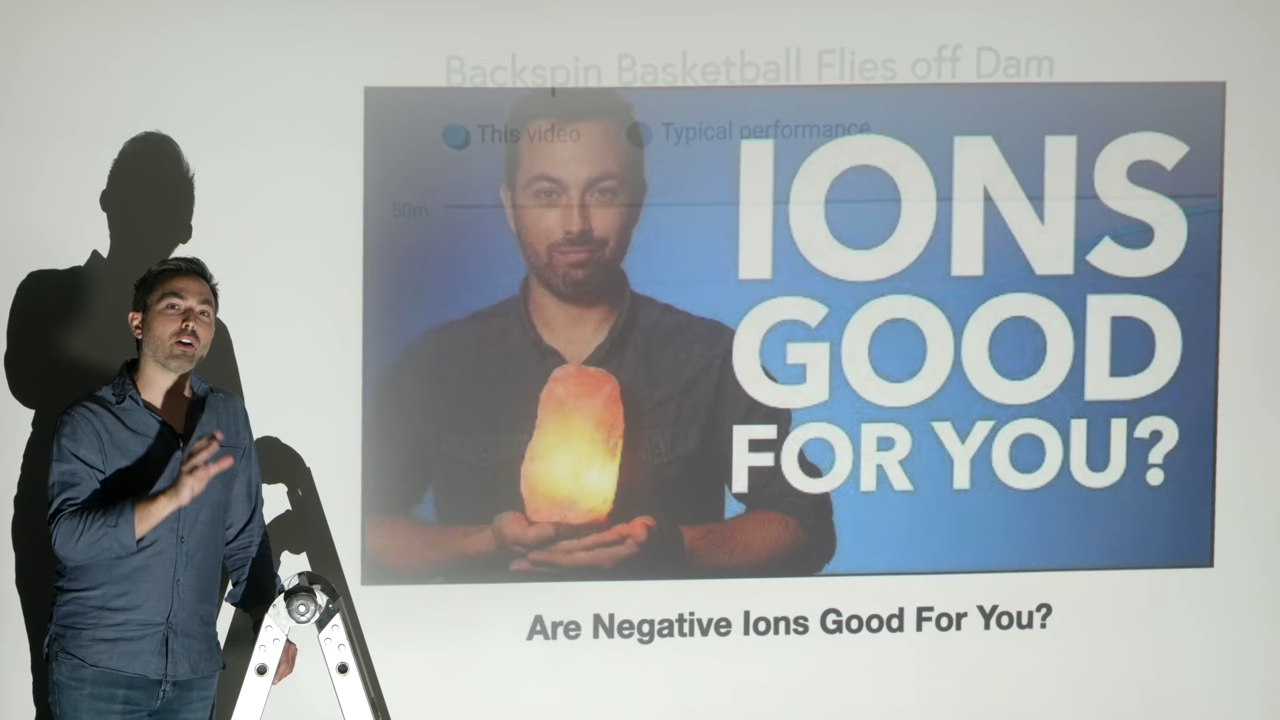 Backspin Basketball Flies off Dam
This video
Typical performance
50m
IONS
GOOD
FOR YOU?
Are Negative Ions Good For You?